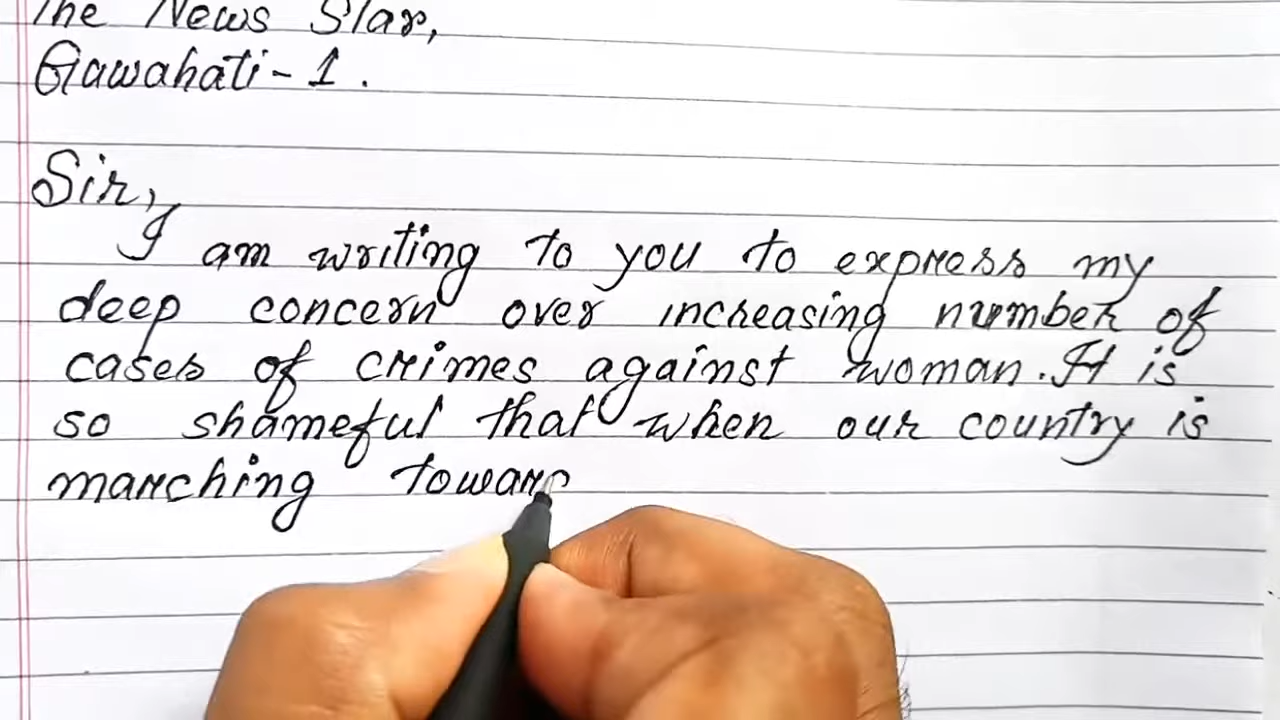 The News Star,
Gawahati-1.
Sir,
I am writing to you to express my
deep concern over increasing number of
cases of crimes against woman. It is
so shameful that when our country is
marching towar